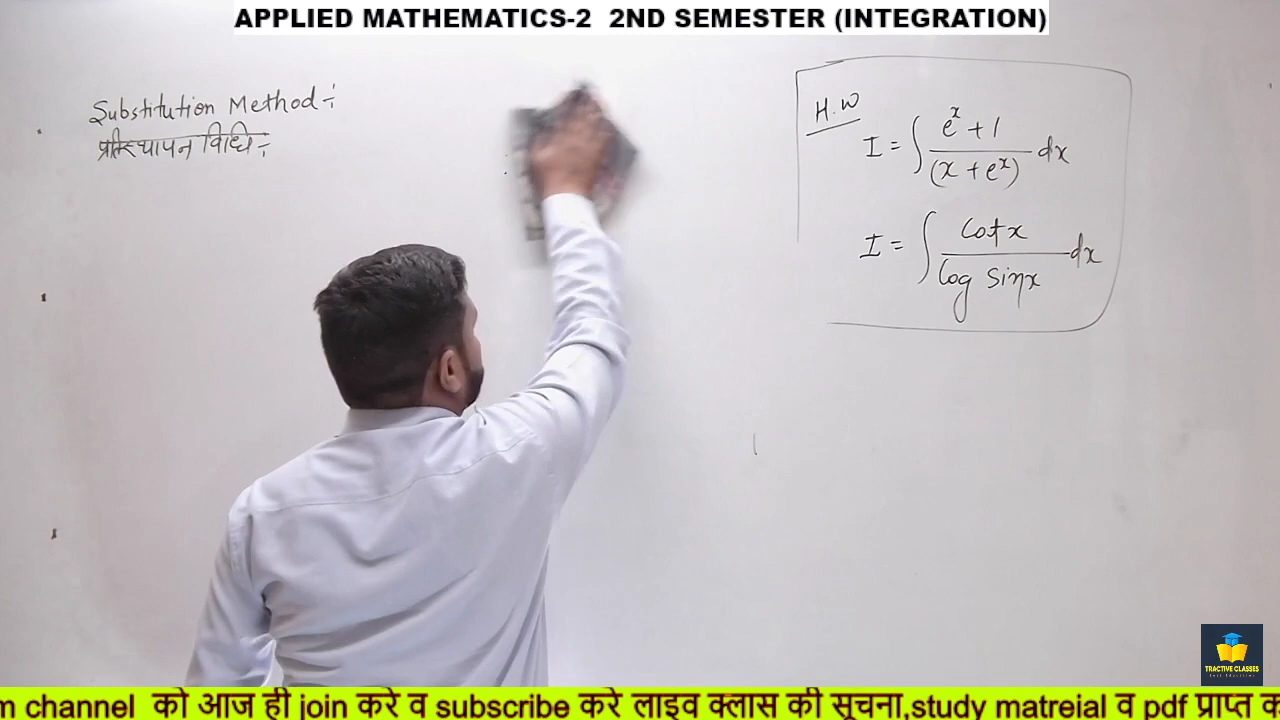 APPLIED MATHEMATICS-2 2ND SEMESTER (INTEGRATION)
Substitution Method :-
प्रतिस्थापन विधि :-
H.W
I = ∫ (e^x + 1) / (x + e^x) dx
I = ∫ Cot x / log sin x dx
TRACTIVE CLASSES
m channel को आज ही join करे व subscribe करे लाइव क्लास की सूचना,study matreial व pdf प्राप्त क